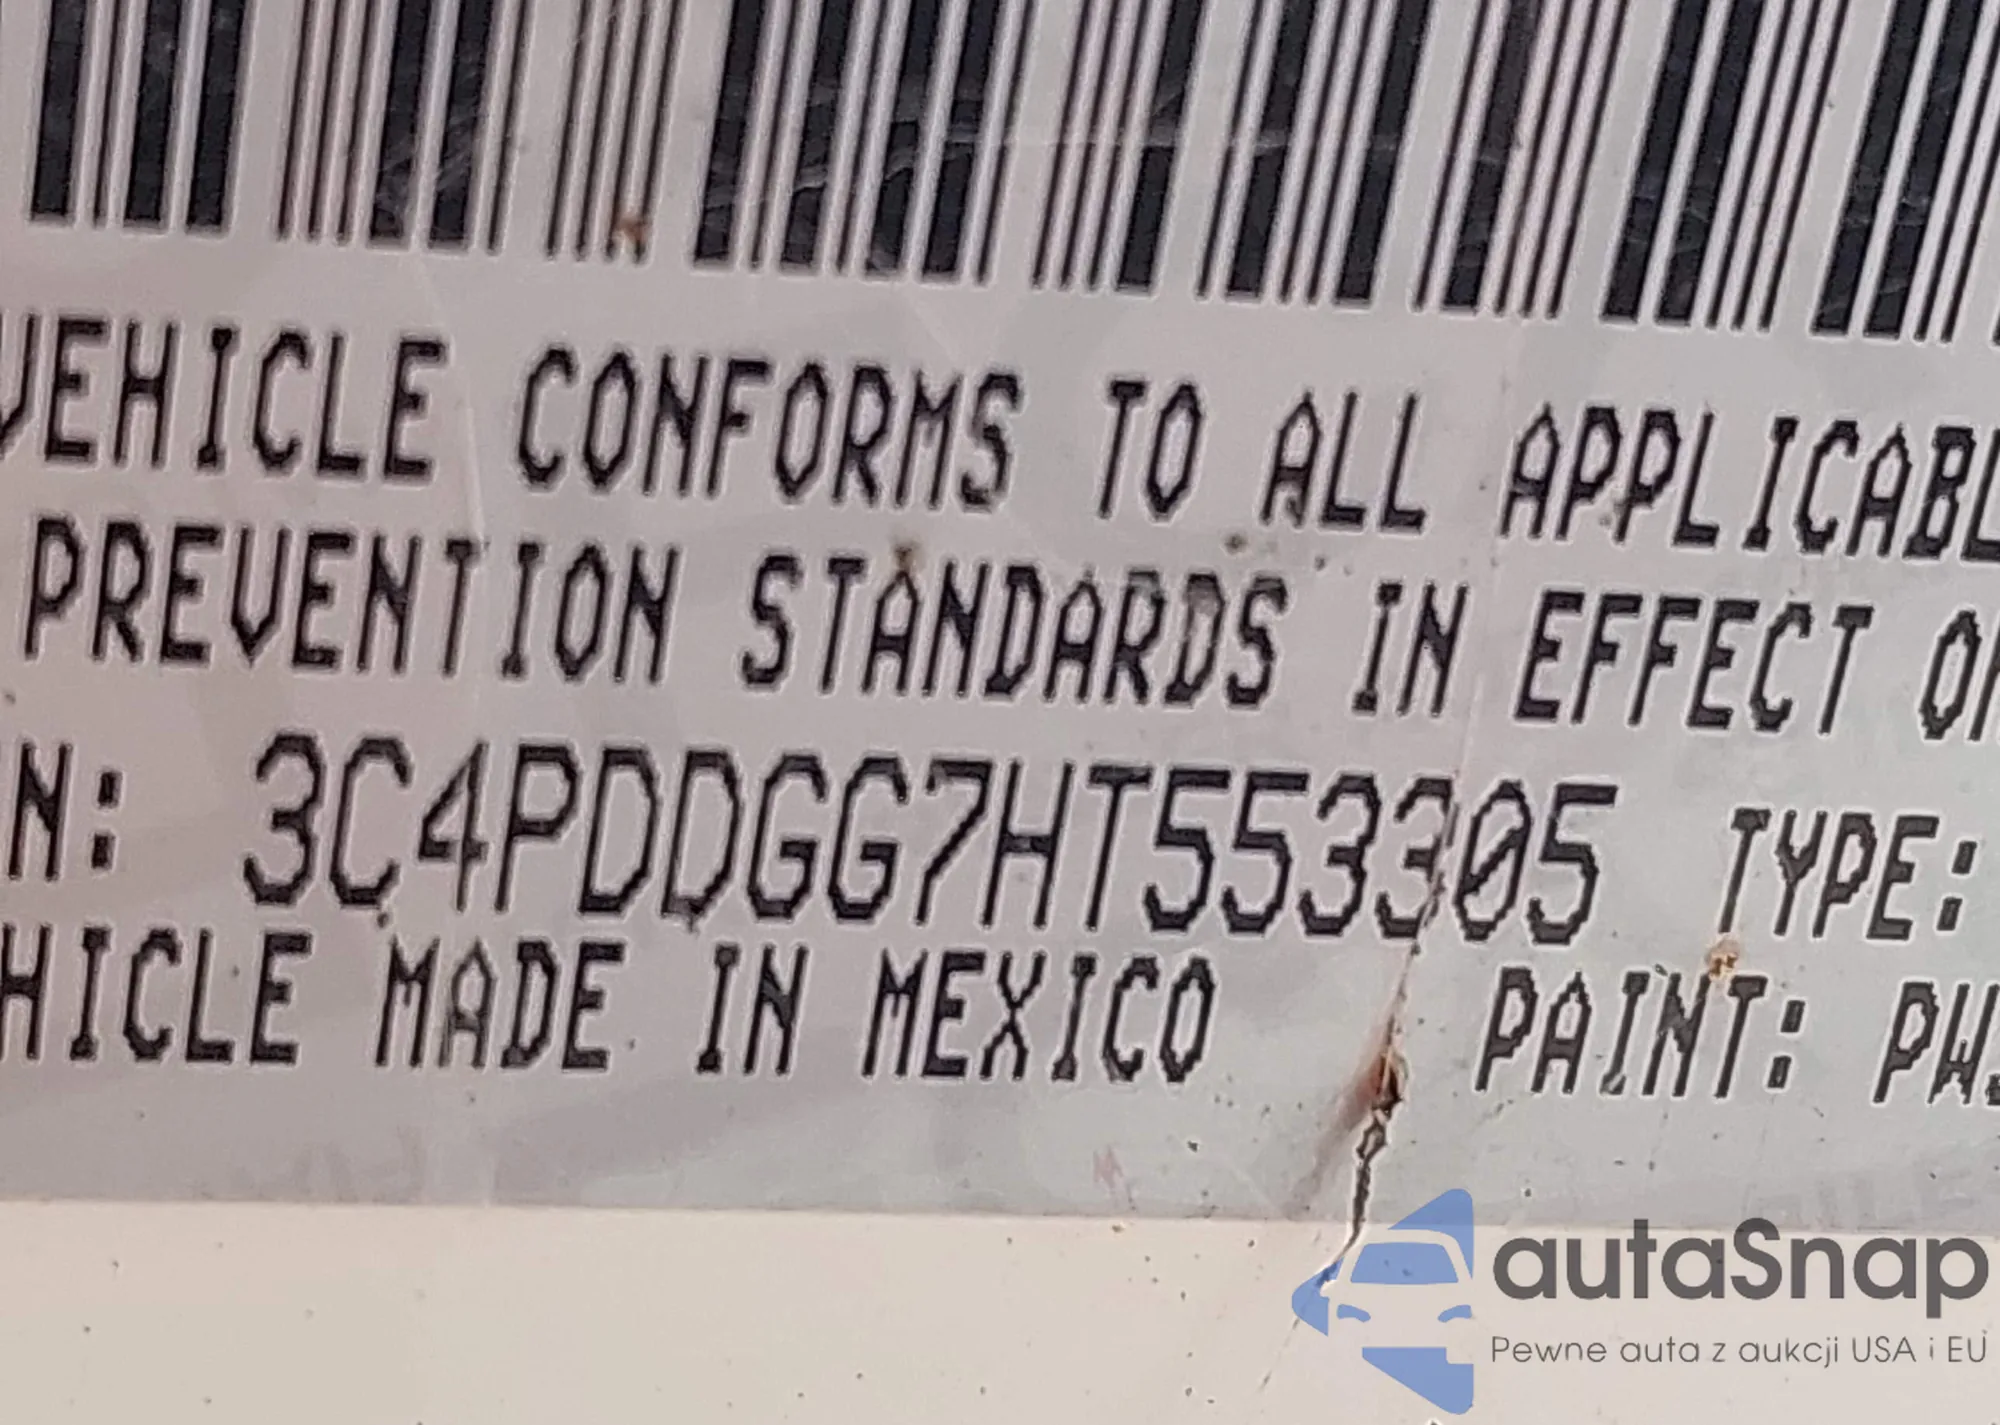 VEHICLE CONFORMS TO ALL APPLICABL
PREVENTION STANDARDS IN EFFECT O
N: 3C4PDDGG7HT553305 TYPE:
HICLE MADE IN MEXICO PAINT: PW
autaSnap
Pewne auta z aukcji USA i EU